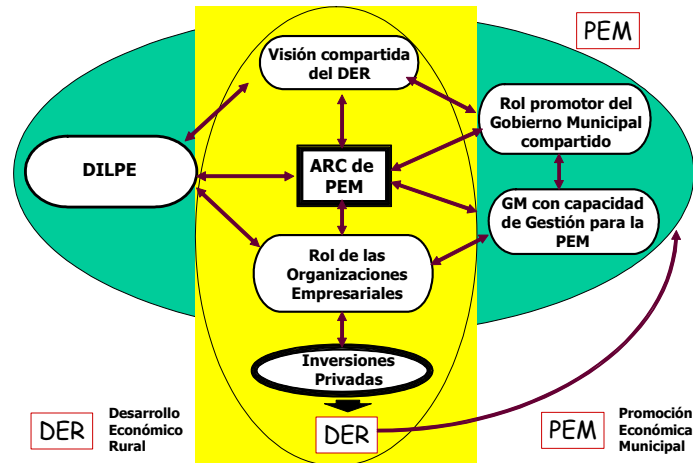 PEM
Visión compartida
del DER
Rol promotor del
Gobierno Municipal
compartido
DILPE
ARC de
PEM
GM con capacidad
de Gestión para la
PEM
Rol de las
Organizaciones
Empresariales
Inversiones
Privadas
DER
Desarrollo
Económico
Rural
DER
PEM
Promoción
Económica
Municipal